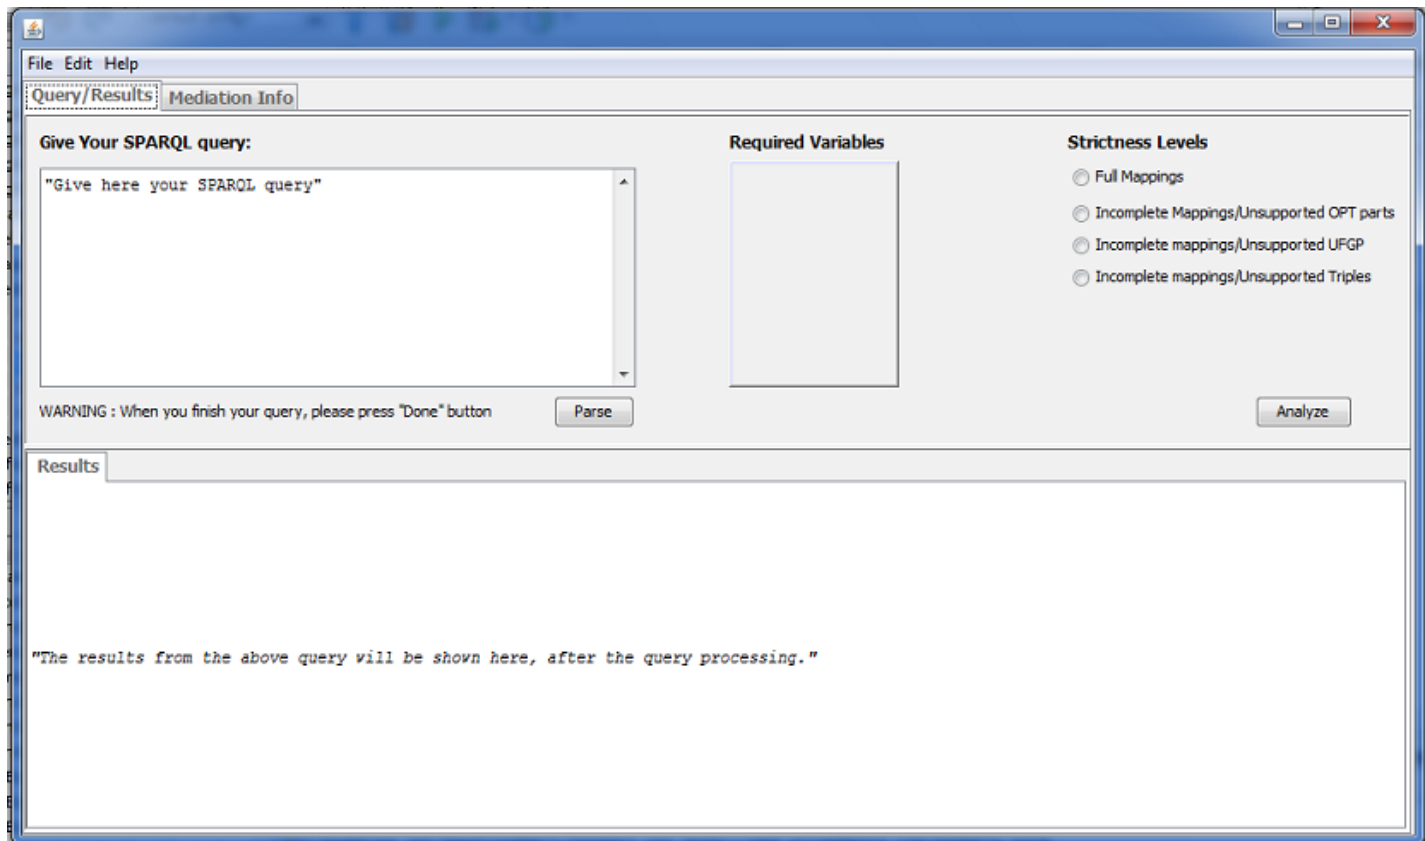 File Edit Help
Query/Results Mediation Info
Give Your SPARQL query:
"Give here your SPARQL query"
WARNING : When you finish your query, please press "Done" button
Parse
Required Variables
Strictness Levels
Full Mappings
Incomplete Mappings/Unsupported OPT parts
Incomplete mappings/Unsupported UFGP
Incomplete mappings/Unsupported Triples
Analyze
Results
"The results from the above query will be shown here, after the query processing."